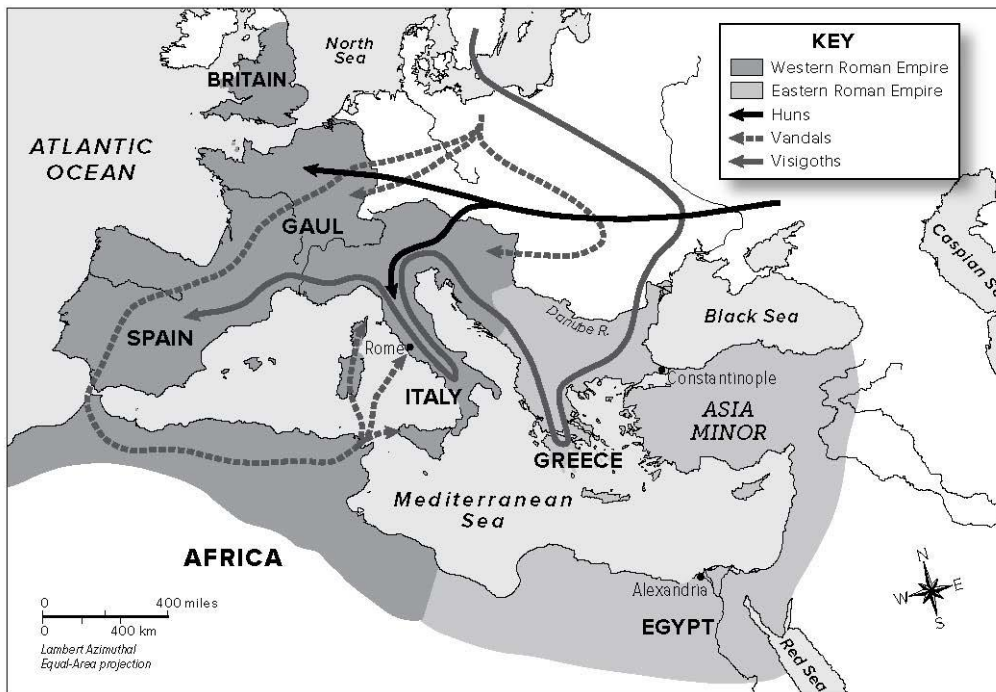 KEY
Western Roman Empire
Eastern Roman Empire
Huns
Vandals
Visigoths
North
Sea
BRITAIN
ATLANTIC
OCEAN
GAUL
Caspian Sea
Black Sea
Danube R.
SPAIN
Rome
ITALY
Constantinople
ASIA
MINOR
GREECE
Mediterranean
Sea
AFRICA
Alexandria
EGYPT
Red Sea
N
W
E
S
0 400 miles
0 400 km
Lambert Azimuthal
Equal-Area projection